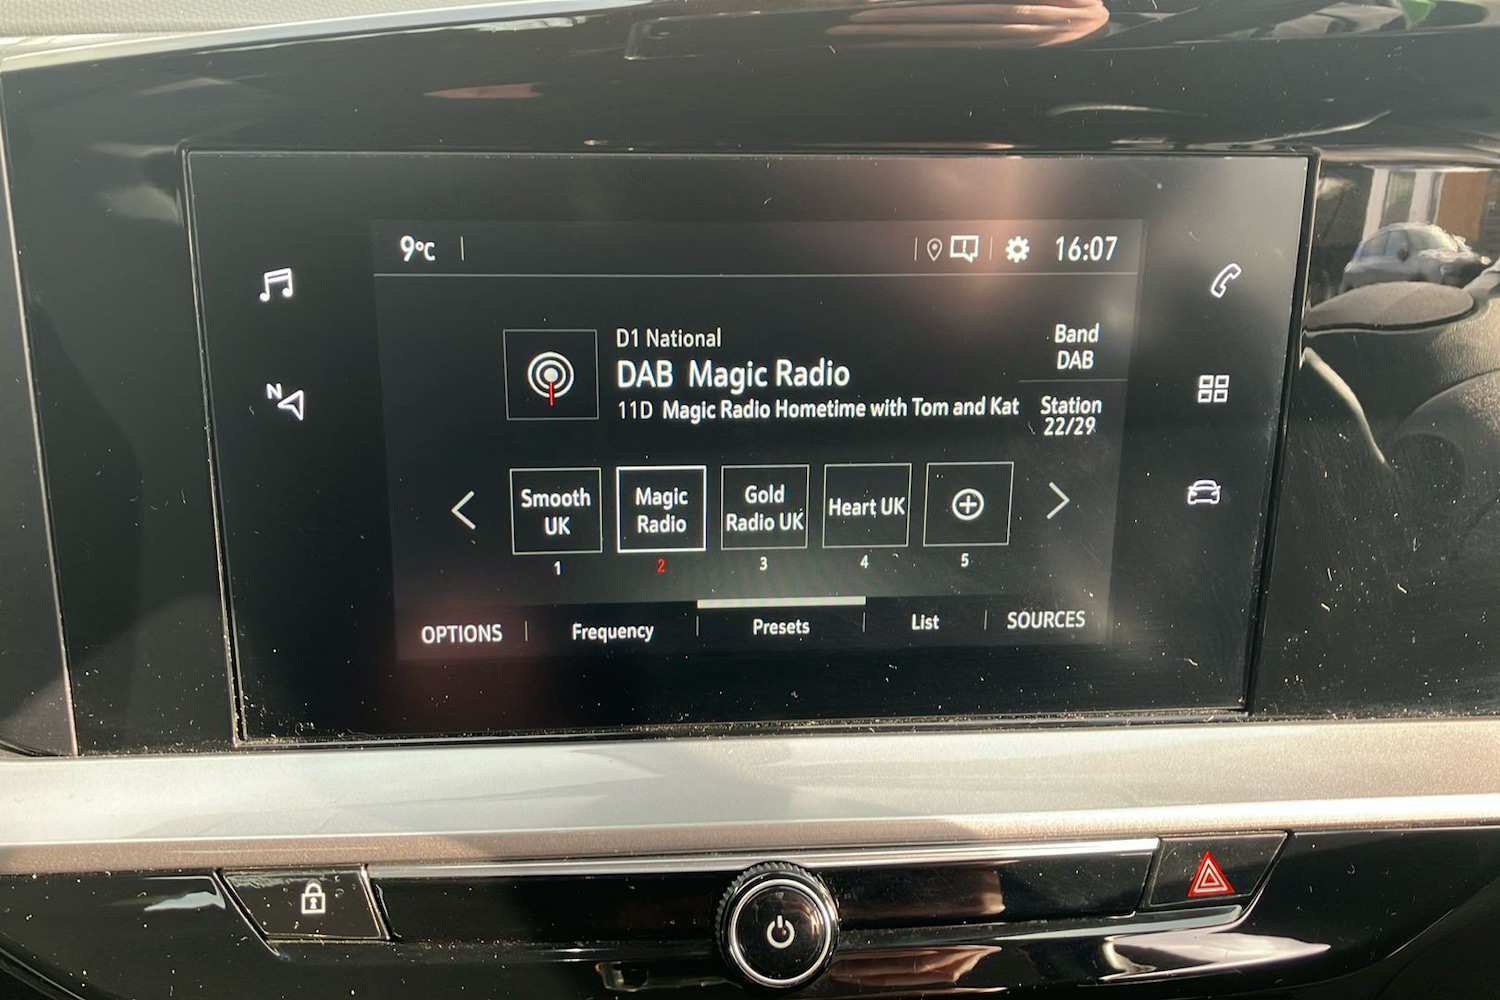 9°C
16:07
N
D1 National
DAB Magic Radio
11D Magic Radio Hometime with Tom and Kat
Band
DAB
Station
22/29
Smooth
UK
Magic
Radio
Gold
Radio UK
Heart UK
1
2
3
4
5
OPTIONS
Frequency
Presets
List
SOURCES